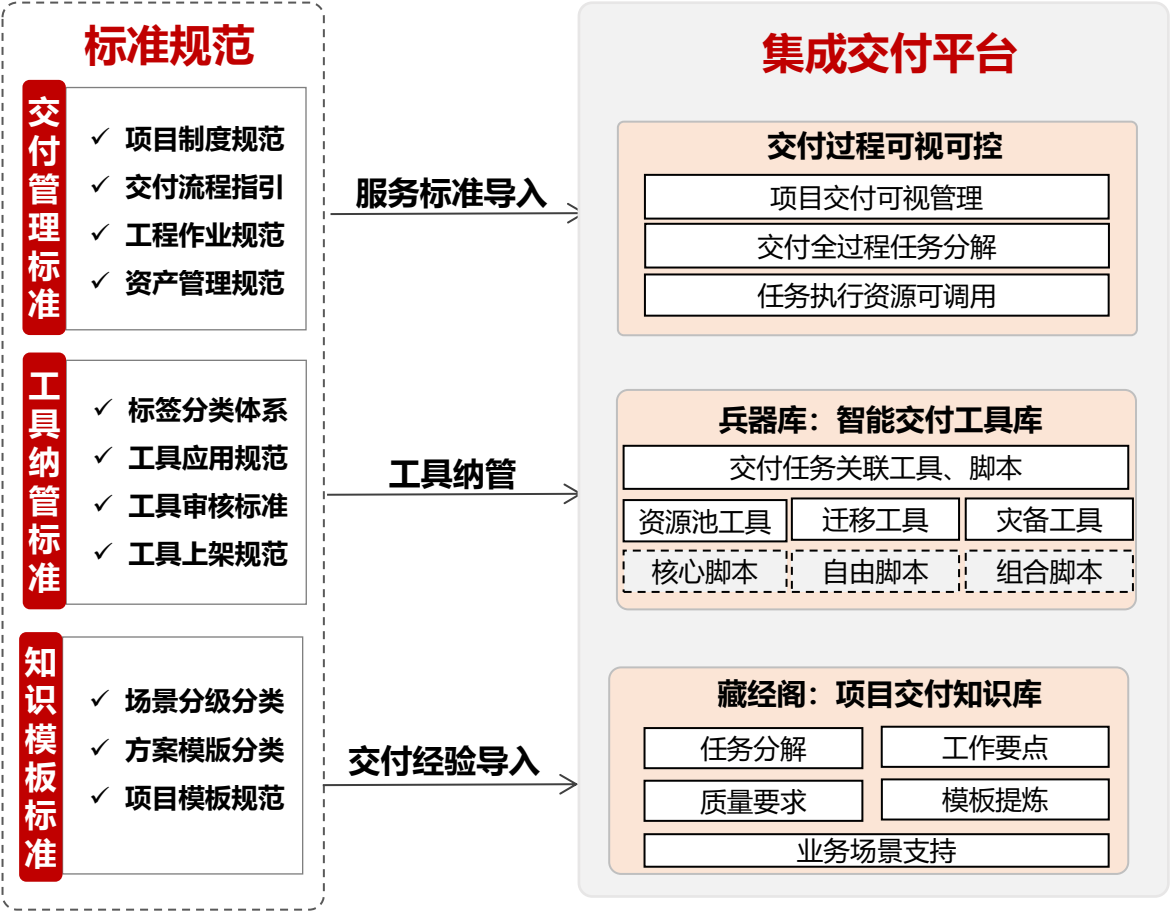 标准规范
交付管理标准
项目制度规范
交付流程指引
工程作业规范
资产管理规范
工具纳管标准
标签分类体系
工具应用规范
工具审核标准
工具上架规范
知识模板标准
场景分级分类
方案模版分类
项目模板规范
服务标准导入
工具纳管
交付经验导入
集成交付平台
交付过程可视可控
项目交付可视管理
交付全过程任务分解
任务执行资源可调用
兵器库：智能交付工具库
交付任务关联工具、脚本
资源池工具
迁移工具
灾备工具
核心脚本
自由脚本
组合脚本
藏经阁：项目交付知识库
任务分解
工作要点
质量要求
模板提炼
业务场景支持